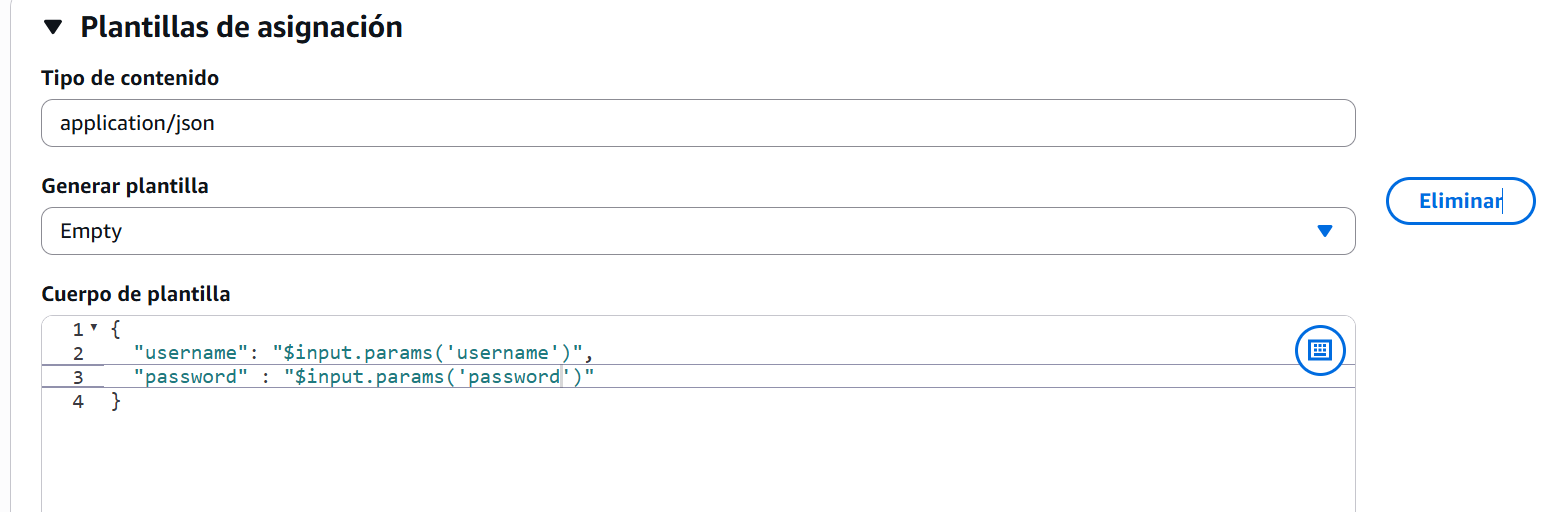 Plantillas de asignación
Tipo de contenido
application/json
Generar plantilla
Empty
Eliminar
Cuerpo de plantilla
1 {
2 "username": "$input.params('username')",
3 "password" : "$input.params('password')"
4 }